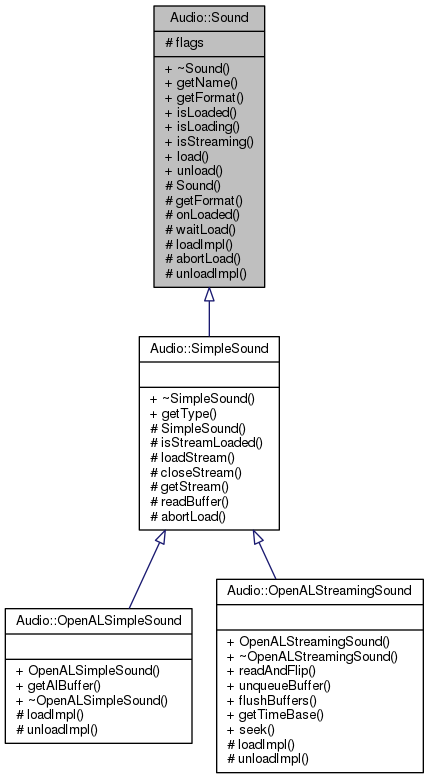 Audio::Sound
# flags
+ ~Sound()
+ getName()
+ getFormat()
+ isLoaded()
+ isLoading()
+ isStreaming()
+ load()
+ unload()
# Sound()
# getFormat()
# onLoaded()
# waitLoad()
# loadImpl()
# abortLoad()
# unloadImpl()
Audio::SimpleSound
+ ~SimpleSound()
+ getType()
# SimpleSound()
# isStreamLoaded()
# loadStream()
# closeStream()
# getStream()
# readBuffer()
# abortLoad()
Audio::OpenALSimpleSound
+ OpenALSimpleSound()
+ getAlBuffer()
+ ~OpenALSimpleSound()
# loadImpl()
# unloadImpl()
Audio::OpenALStreamingSound
+ OpenALStreamingSound()
+ ~OpenALStreamingSound()
+ readAndFlip()
+ unqueueBuffer()
+ flushBuffers()
+ getTimeBase()
+ seek()
# loadImpl()
# unloadImpl()